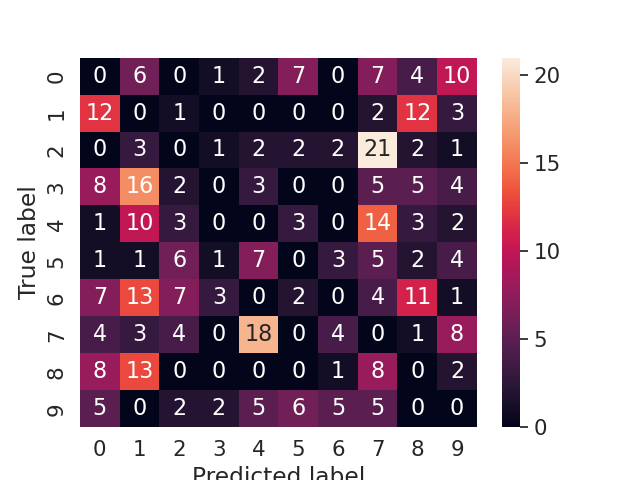 0 0 6 0 1 2 7 0 7 4 10
1 12 0 1 0 0 0 0 2 12 3
2 0 3 0 1 2 2 2 21 2 1
3 8 16 2 0 3 0 0 5 5 4
4 1 10 3 0 0 3 0 14 3 2
5 1 1 6 1 7 0 3 5 2 4
6 7 13 7 3 0 2 0 4 11 1
7 4 3 4 0 18 0 4 0 1 8
8 8 13 0 0 0 0 1 8 0 2
9 5 0 2 2 5 6 5 5 0 0
0 1 2 3 4 5 6 7 8 9
Predicted label
True label
20
15
10
5
0